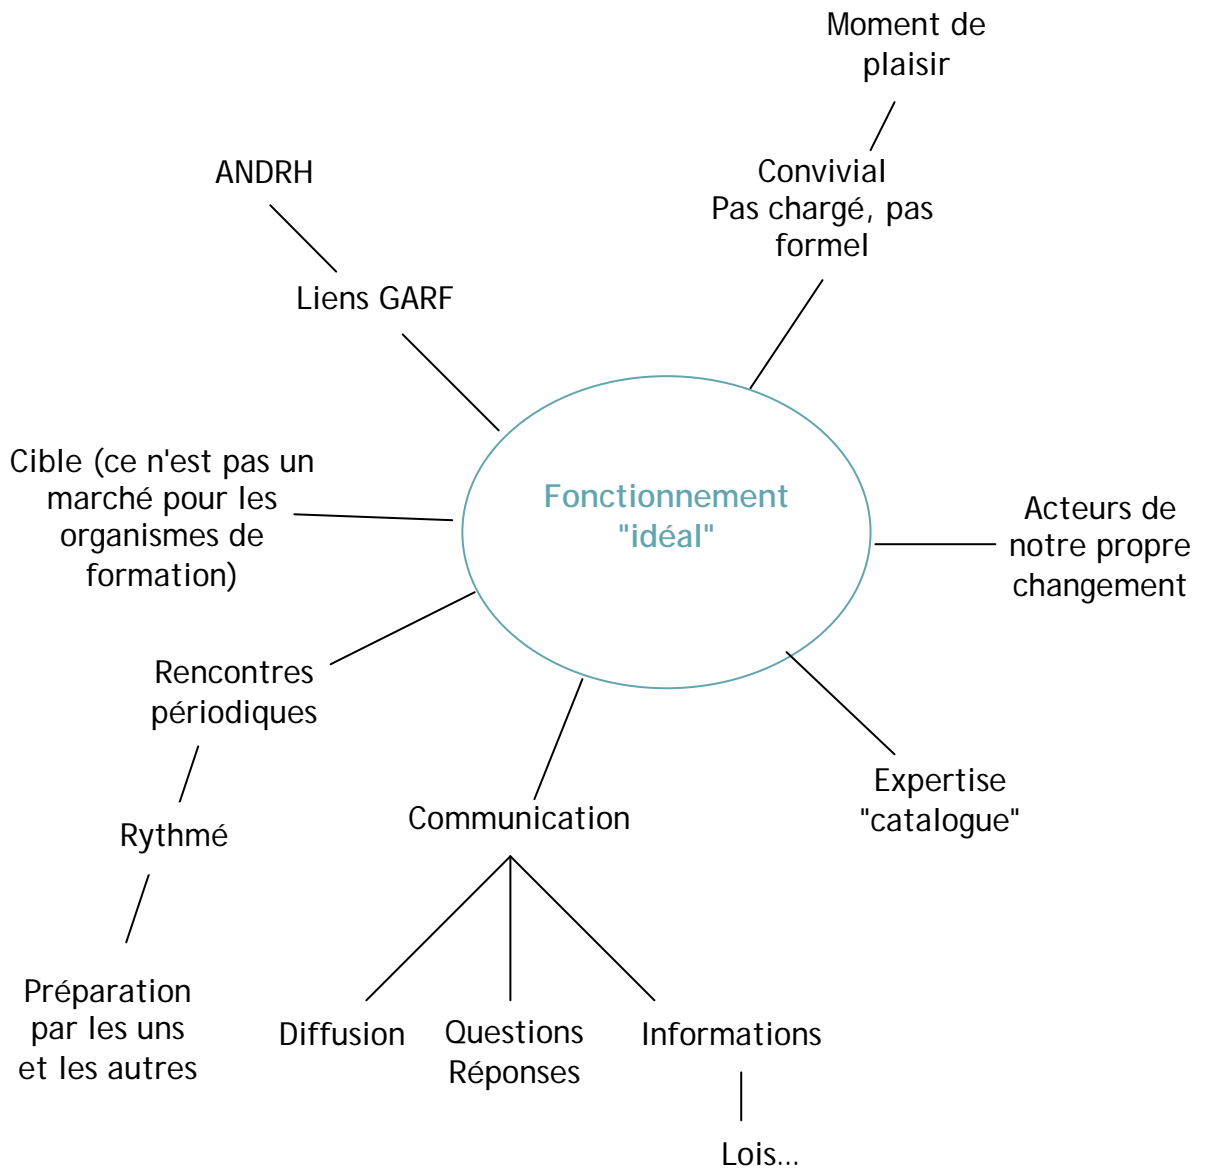 Moment de
plaisir
ANDRH
Convivial
Pas chargé, pas
formel
Liens GARF
Cible (ce n'est pas un
marché pour les
organismes de
formation)
Fonctionnement
"idéal"
Acteurs de
notre propre
changement
Rencontres
périodiques
Expertise
"catalogue"
Communication
Rythmé
Préparation
par les uns
et les autres
Diffusion
Questions
Réponses
Informations
Lois...